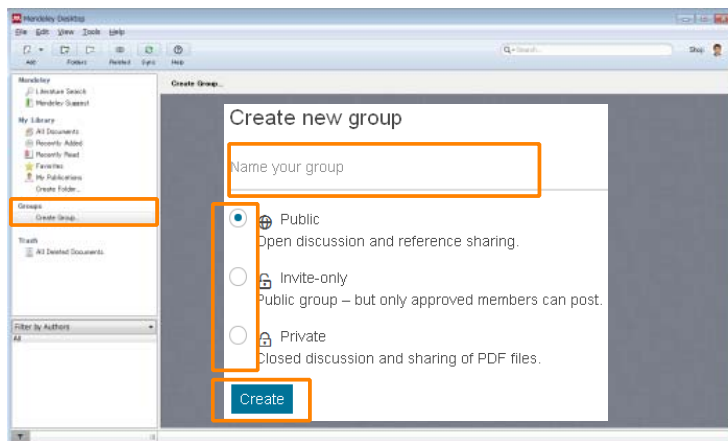 Mendeley Desktop
File Edit View Tools Help
Add Folders Related Sync Help
Search...
Mendeley
Literature Search
Mendeley Suggest
My Library
All Documents
Recently Added
Recently Read
Favorites
My Publications
Create Folder...
Groups
Create Group...
Trash
All Deleted Documents
Filter by Authors
All
Create Group...
Create new group
Name your group
Public
Open discussion and reference sharing.
Invite-only
Public group – but only approved members can post.
Private
Closed discussion and sharing of PDF files.
Create